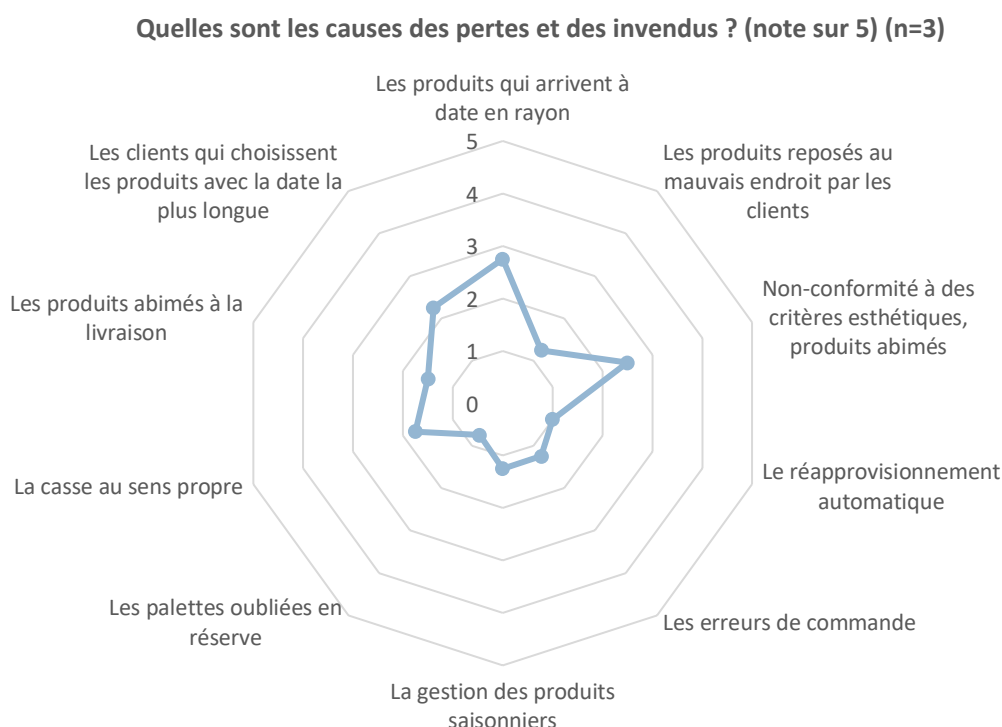 Quelles sont les causes des pertes et des invendus ? (note sur 5) (n=3)
Les produits qui arrivent à
date en rayon
Les produits reposés au
mauvais endroit par les
clients
Non-conformité à des
critères esthétiques,
produits abimés
Le réapprovisionnement
automatique
Les erreurs de commande
La gestion des produits
saisonniers
Les palettes oubliées en
réserve
La casse au sens propre
Les produits abimés à la
livraison
Les clients qui choisissent
les produits avec la date la
plus longue
5
4
3
2
1
0